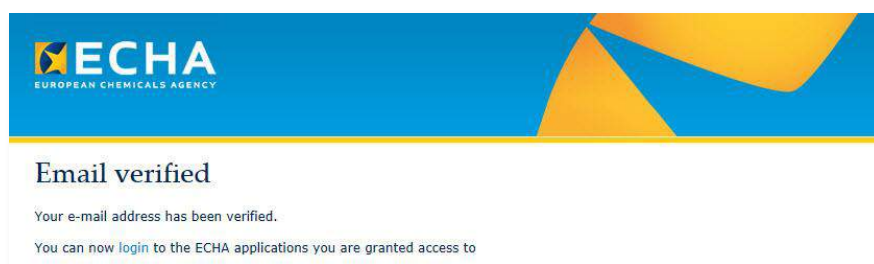 ECHA
EUROPEAN CHEMICALS AGENCY
Email verified
Your e-mail address has been verified.
You can now login to the ECHA applications you are granted access to